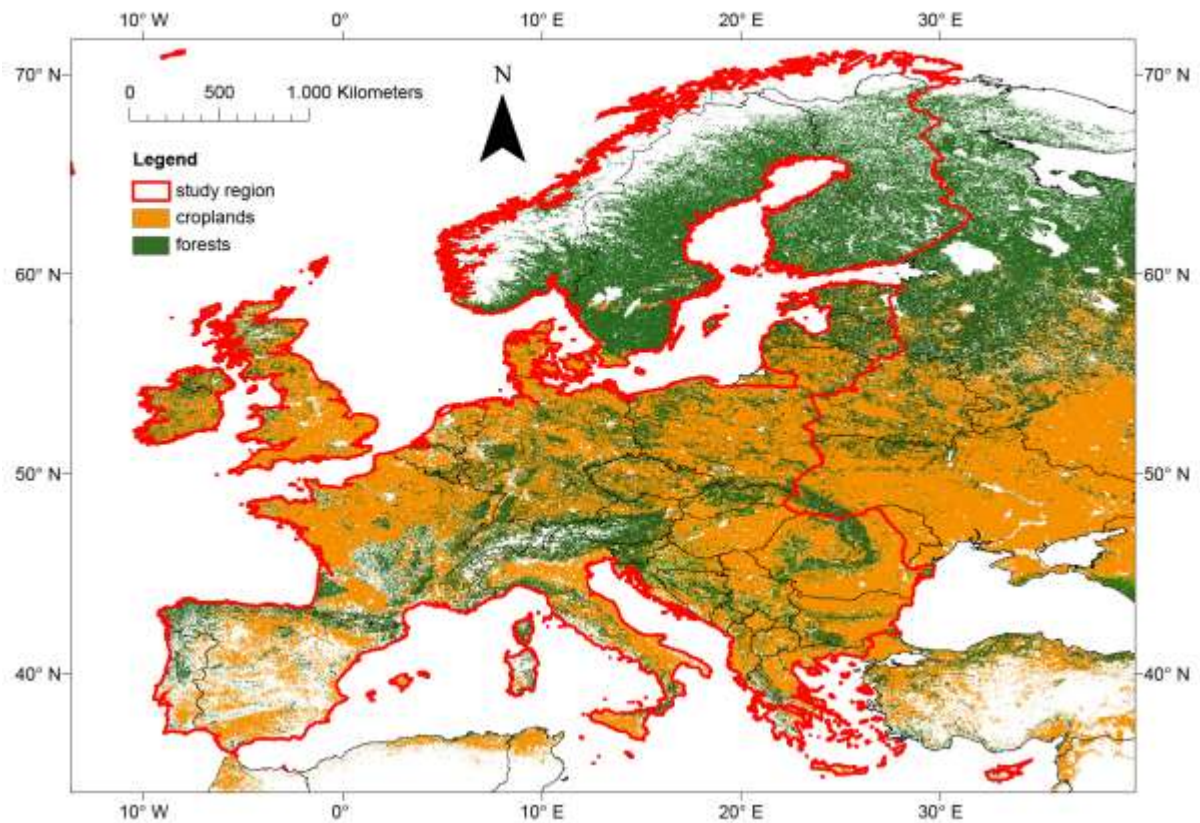 10° W 0° 10° E 20° E 30° E
70° N 70° N
N
0 500 1.000 Kilometers
Legend
study region
croplands
forests
60° N 60° N
50° N 50° N
40° N 40° N
10° W 0° 10° E 20° E 30° E